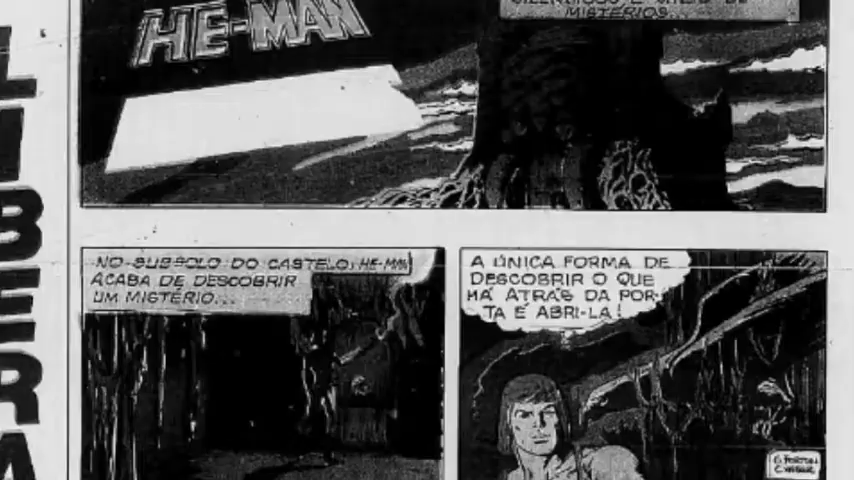 HE-MAN
MISTÉRIOS...
LIBERA
NO SUBSOLO DO CASTELO, HE-MAN
ACABA DE DESCOBRIR
UM MISTÉRIO...
A ÚNICA FORMA DE
DESCOBRIR O QUE
HÁ ATRÁS DA POR-
TA É ABRI-LA!